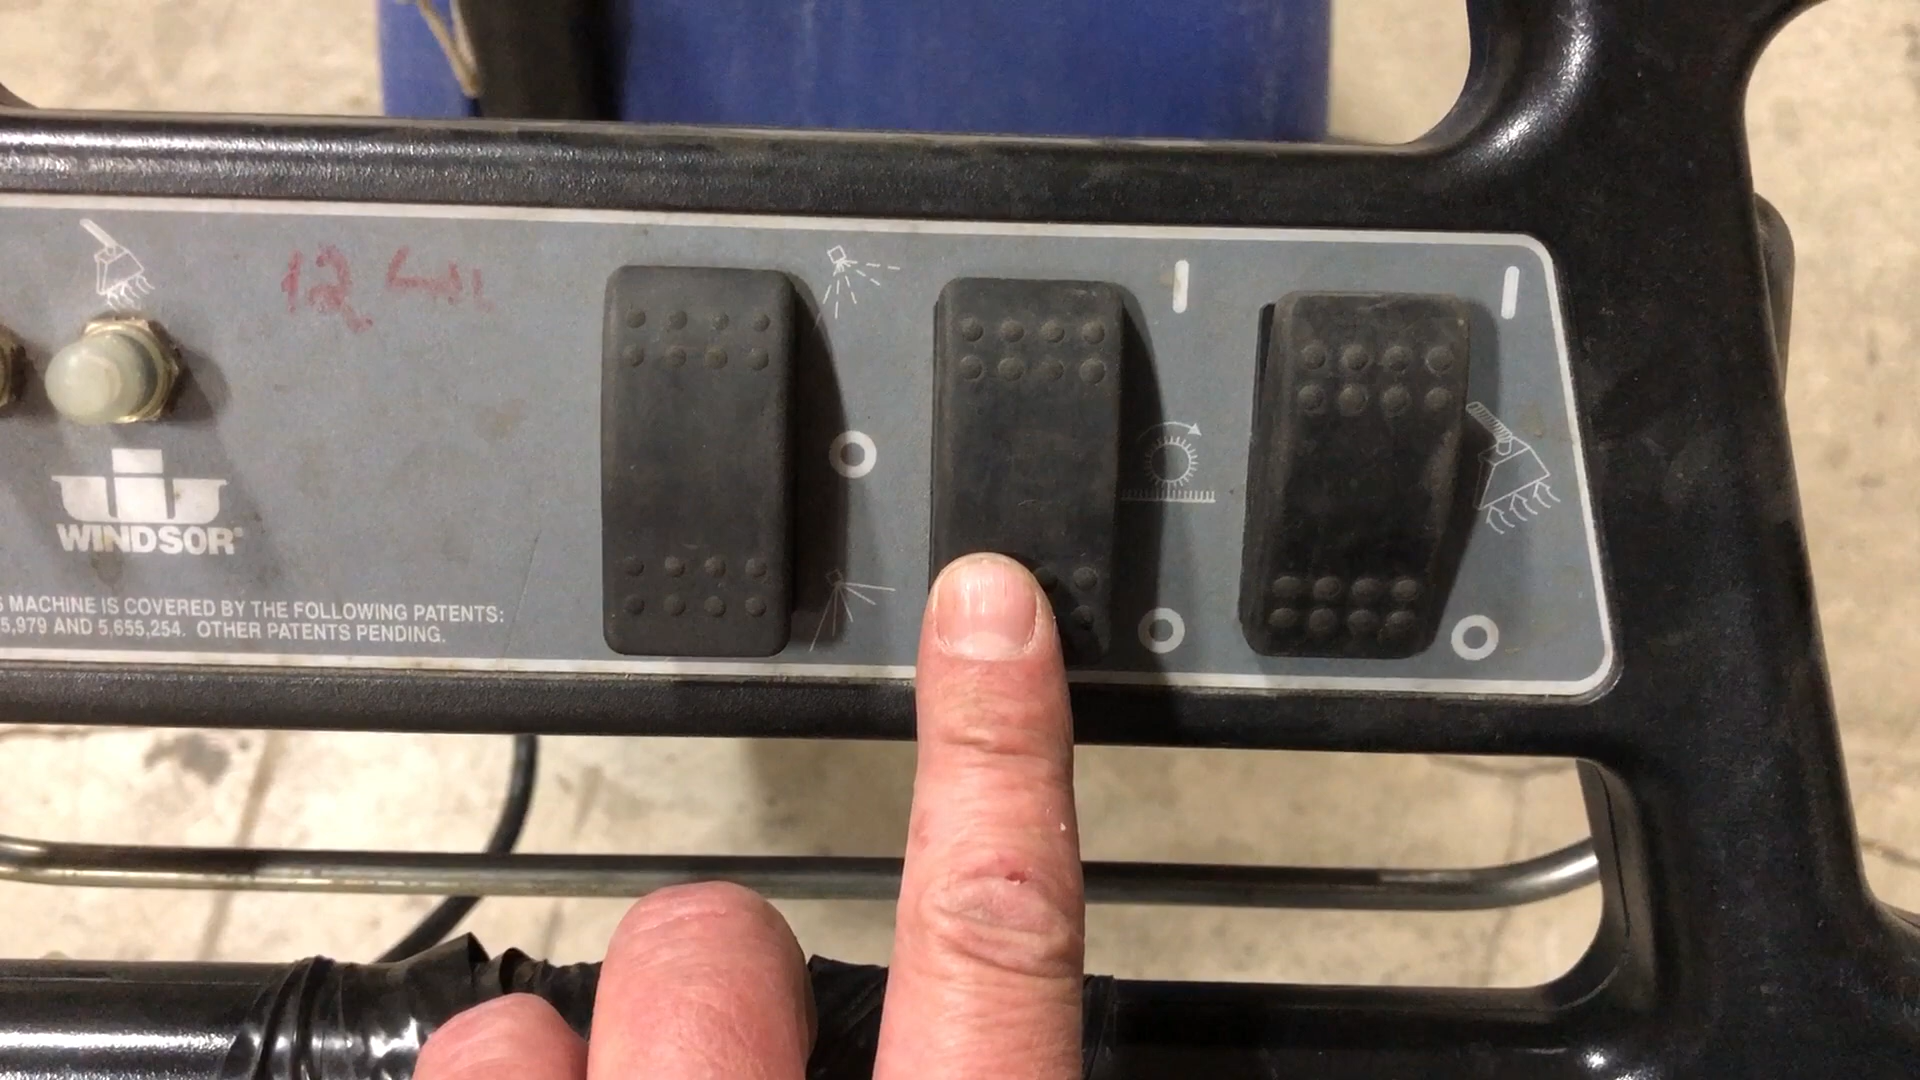 12
WINDSOR®
S MACHINE IS COVERED BY THE FOLLOWING PATENTS:
5,979 AND 5,655,254. OTHER PATENTS PENDING.